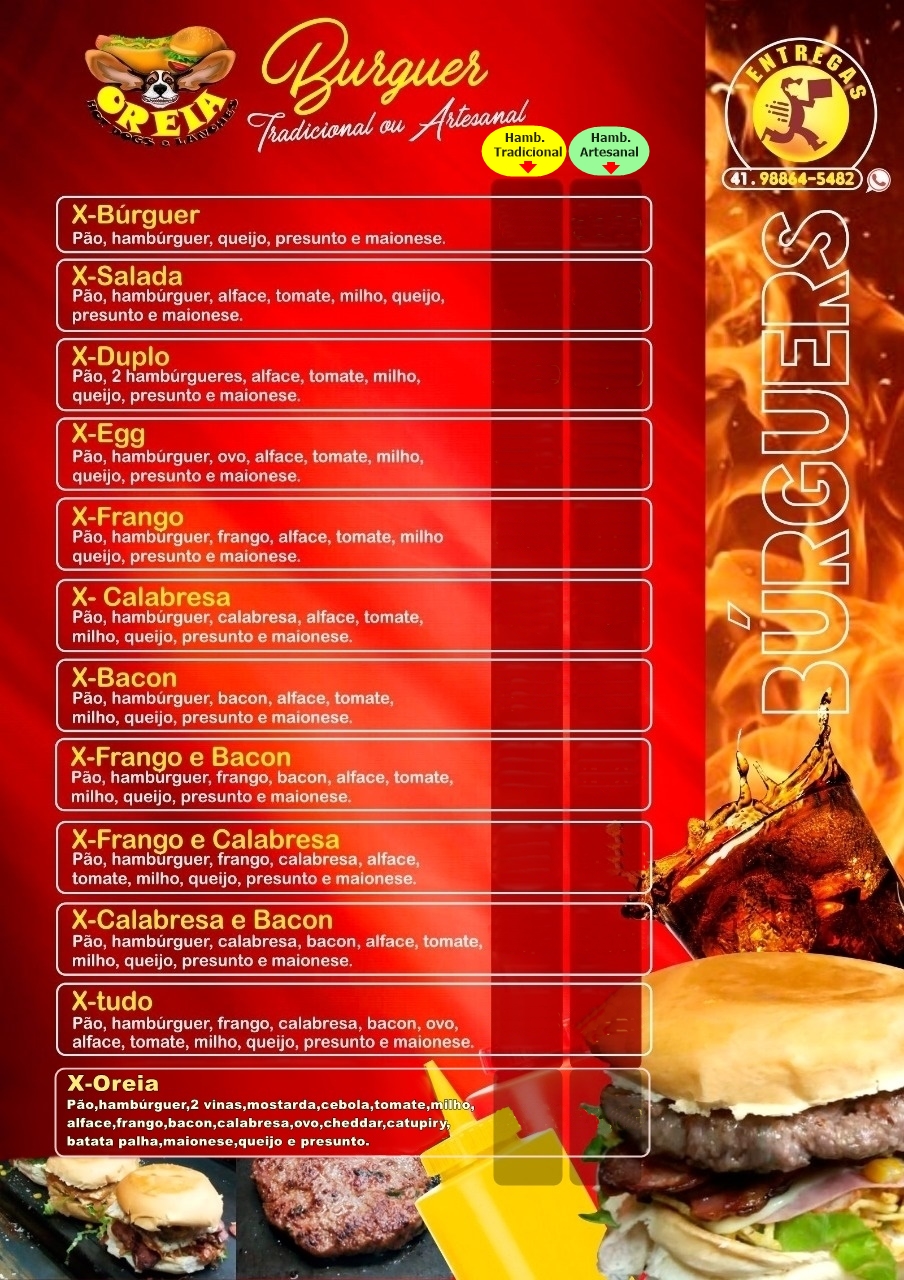 OREIA
HOT DOGS e LANCHES
Burguer
Tradicional ou Artesanal
Hamb.
Tradicional
Hamb.
Artesanal
ENTREGAS
41. 98864-5482
X-Búrguer
Pão, hambúrguer, queijo, presunto e maionese.
X-Salada
Pão, hambúrguer, alface, tomate, milho, queijo,
presunto e maionese.
X-Duplo
Pão, 2 hambúrgueres, alface, tomate, milho,
queijo, presunto e maionese.
X-Egg
Pão, hambúrguer, ovo, alface, tomate, milho,
queijo, presunto e maionese.
X-Frango
Pão, hambúrguer, frango, alface, tomate, milho
queijo, presunto e maionese.
X- Calabresa
Pão, hambúrguer, calabresa, alface, tomate,
milho, queijo, presunto e maionese.
X-Bacon
Pão, hambúrguer, bacon, alface, tomate,
milho, queijo, presunto e maionese.
X-Frango e Bacon
Pão, hambúrguer, frango, bacon, alface, tomate,
milho, queijo, presunto e maionese.
X-Frango e Calabresa
Pão, hambúrguer, frango, calabresa, alface,
tomate, milho, queijo, presunto e maionese.
X-Calabresa e Bacon
Pão, hambúrguer, calabresa, bacon, alface, tomate,
milho, queijo, presunto e maionese.
X-tudo
Pão, hambúrguer, frango, calabresa, bacon, ovo,
alface, tomate, milho, queijo, presunto e maionese.
X-Oreia
Pão,hambúrguer,2 vinas,mostarda,cebola,tomate,milho,
alface,frango,bacon,calabresa,ovo,cheddar,catupiry,
batata palha,maionese,queijo e presunto.
BÚRGUERS